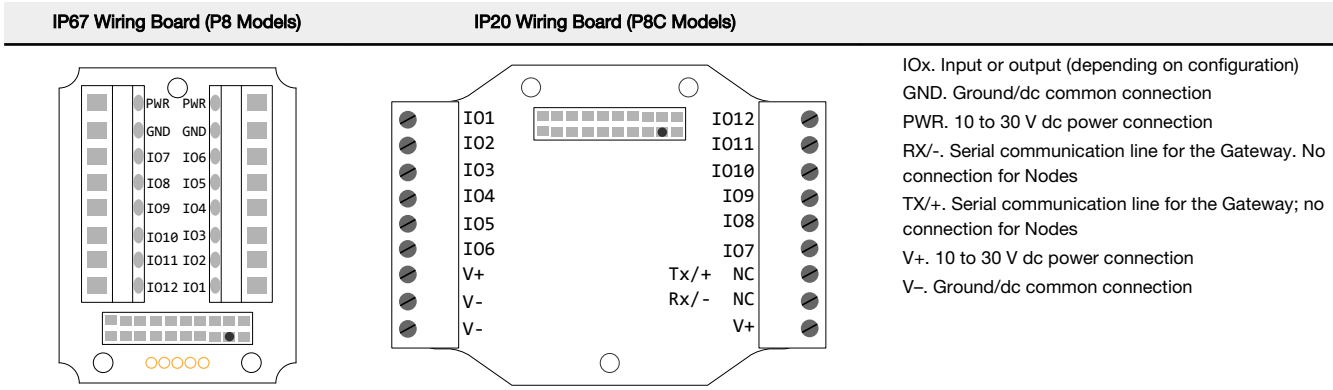 IP67 Wiring Board (P8 Models)
IP20 Wiring Board (P8C Models)
PWR PWR
GND GND
IO7 IO6
IO8 IO5
IO9 IO4
IO10 IO3
IO11 IO2
IO12 IO1
IO1 IO12
IO2 IO11
IO3 IO10
IO4 IO9
IO5 IO8
IO6 IO7
V+ Tx/+ NC
V- Rx/- NC
V- V+
IOx. Input or output (depending on configuration)
GND. Ground/dc common connection
PWR. 10 to 30 V dc power connection
RX/-. Serial communication line for the Gateway. No
connection for Nodes
TX/+. Serial communication line for the Gateway; no
connection for Nodes
V+. 10 to 30 V dc power connection
V–. Ground/dc common connection